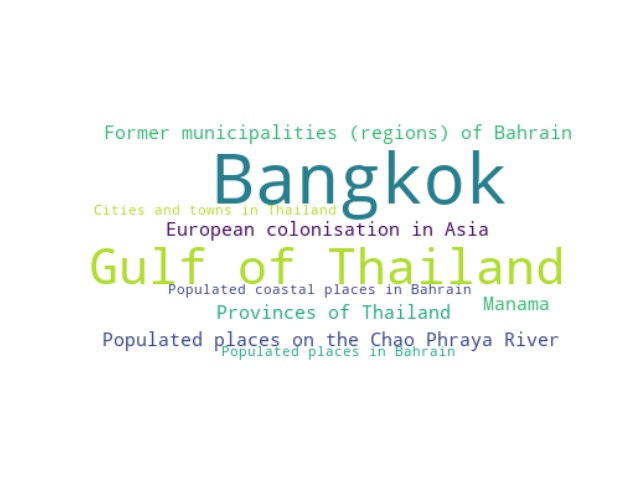 Former municipalities (regions) of Bahrain
Bangkok
Cities and towns in Thailand
European colonisation in Asia
Gulf of Thailand
Populated coastal places in Bahrain
Manama
Provinces of Thailand
Populated places on the Chao Phraya River
Populated places in Bahrain